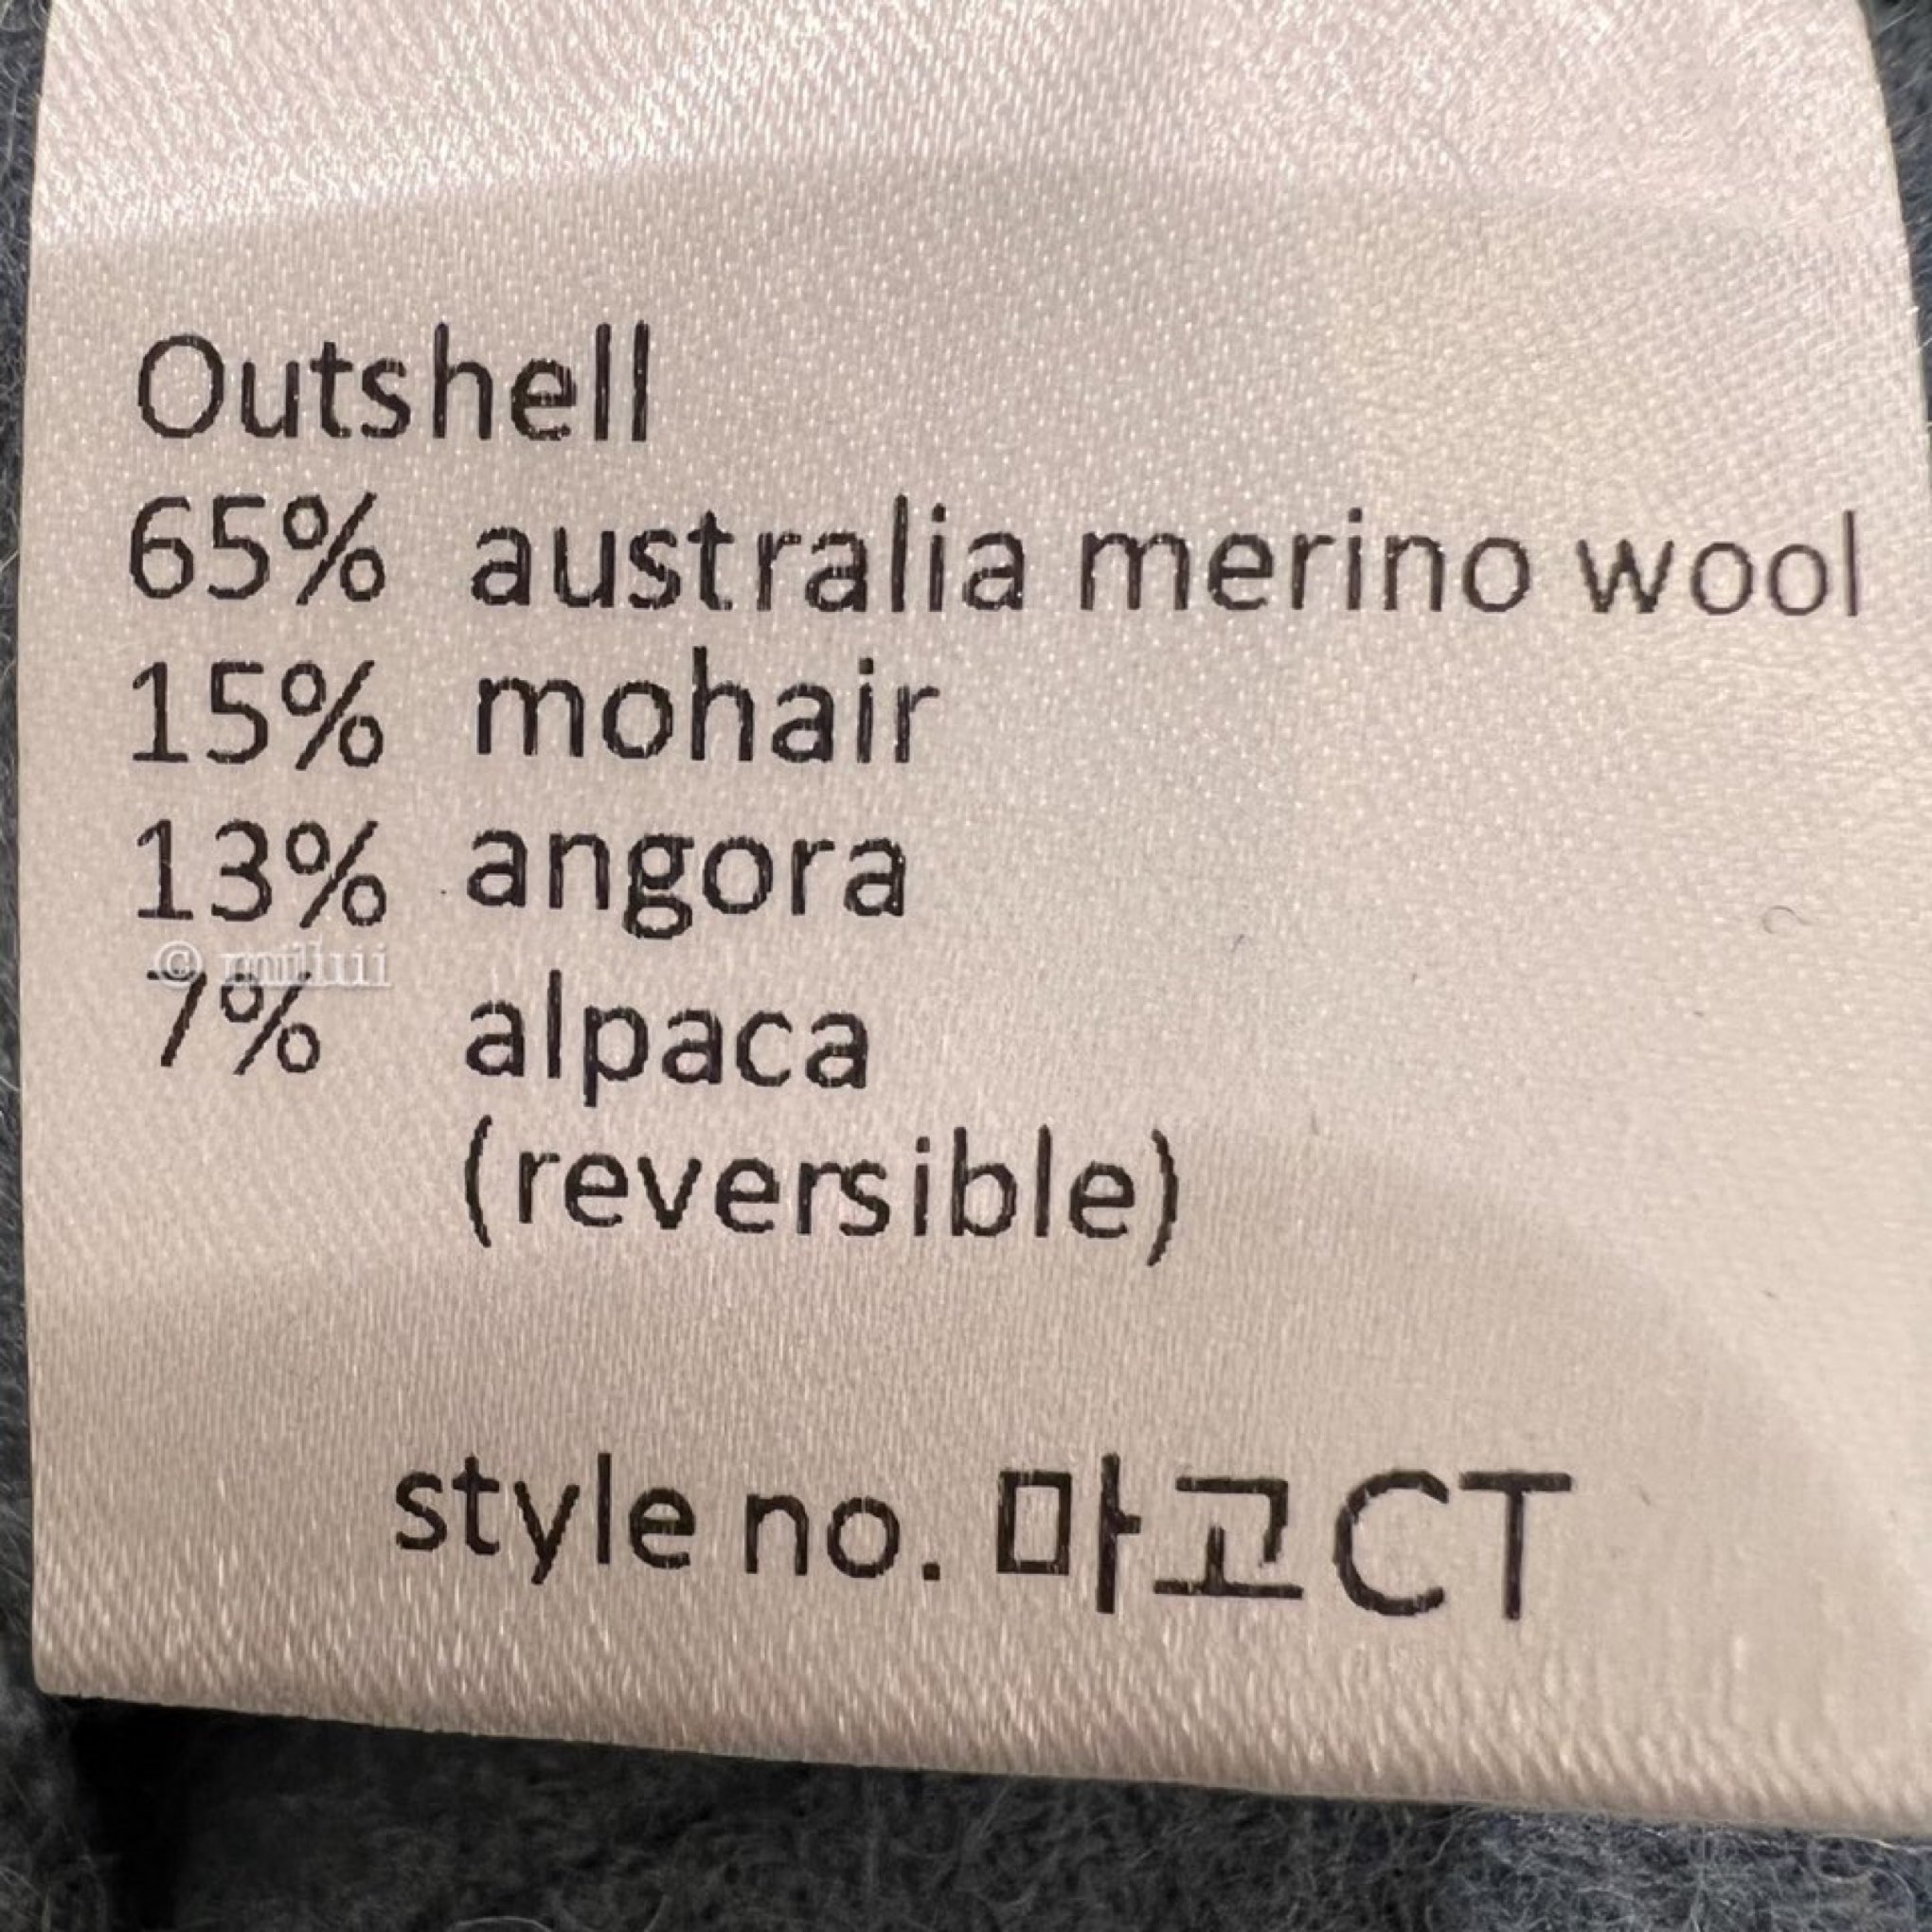 Outshell
65% australia merino wool
15% mohair
13% angora
7% alpaca
(reversible)
style no. 마고CT